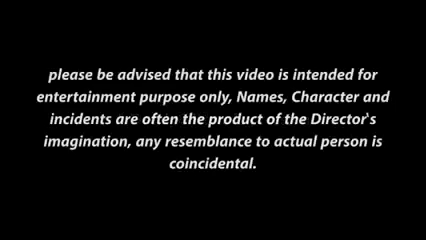 please be advised that this video is intended for
entertainment purpose only, Names, Character and
incidents are often the product of the Director`s
imagination, any resemblance to actual person is
coincidental.